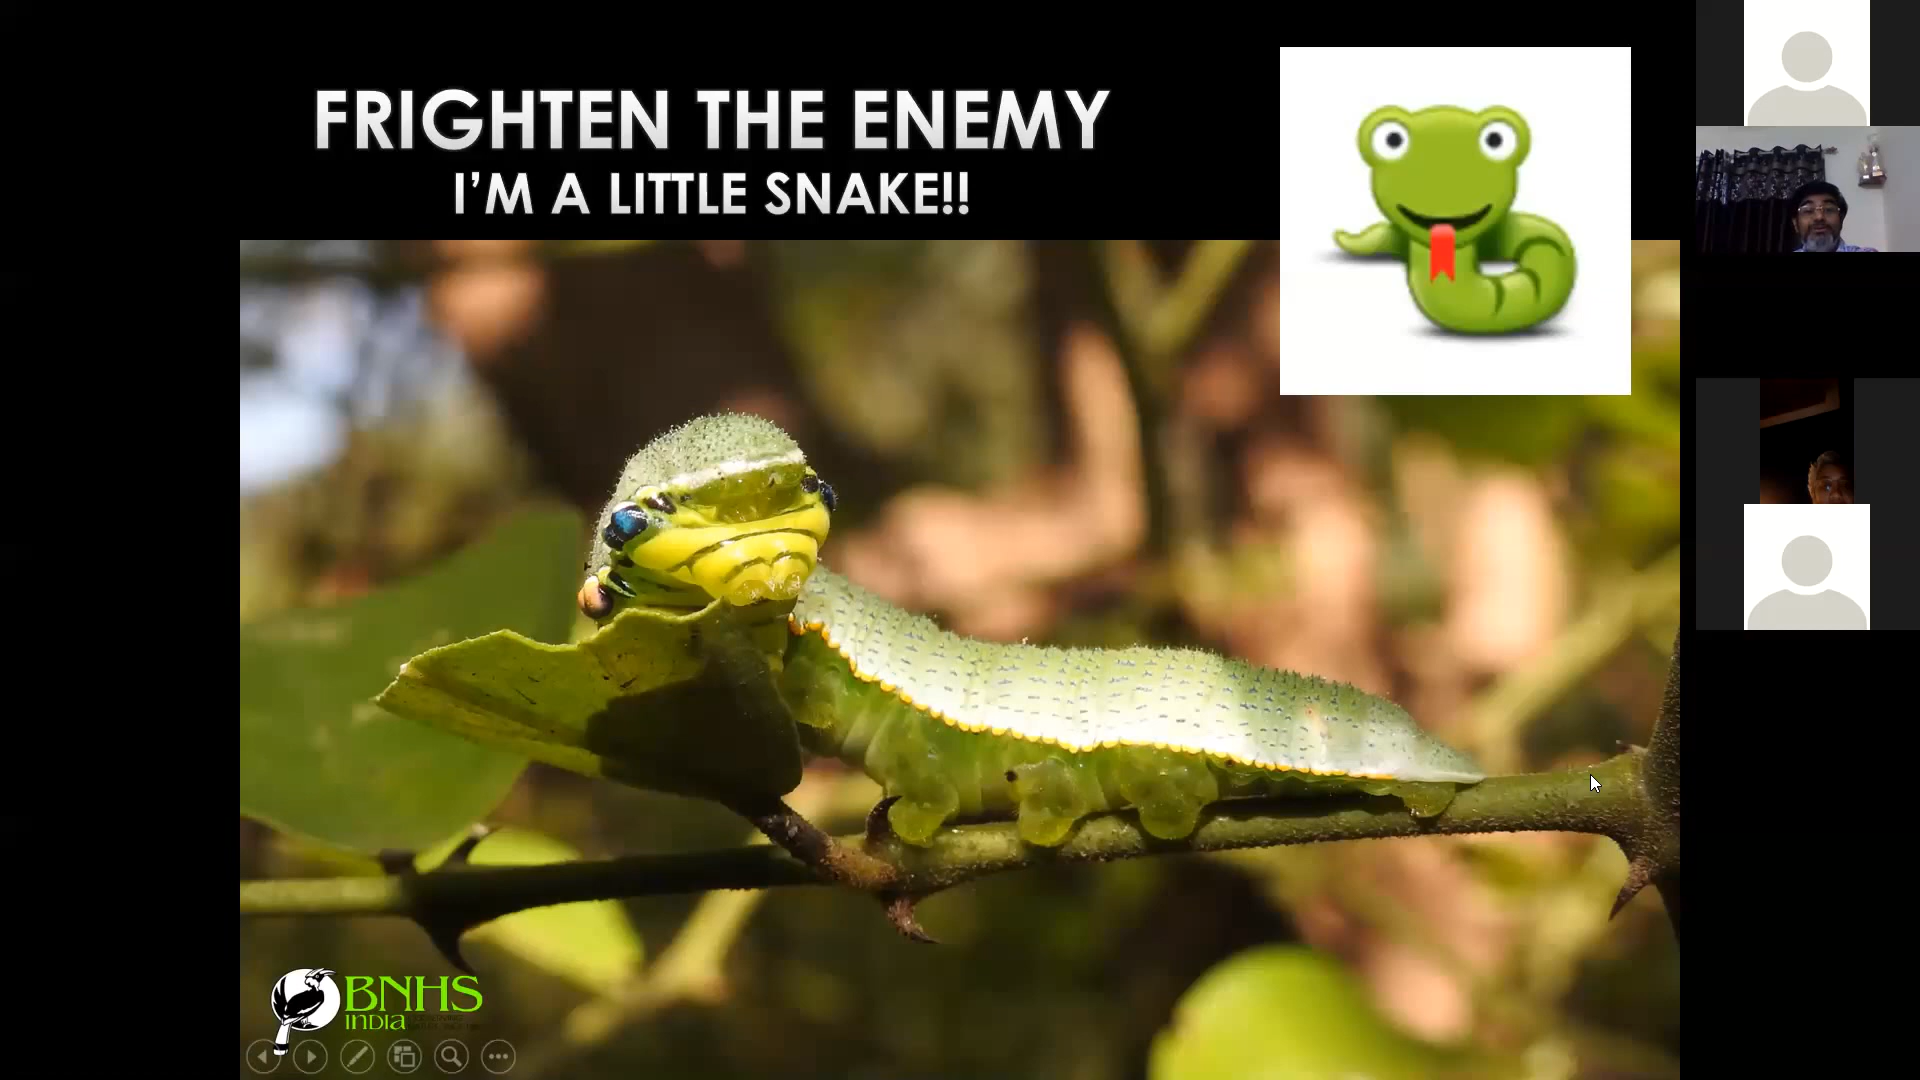 FRIGHTEN THE ENEMY
I'M A LITTLE SNAKE!!
BNHS
INDIA